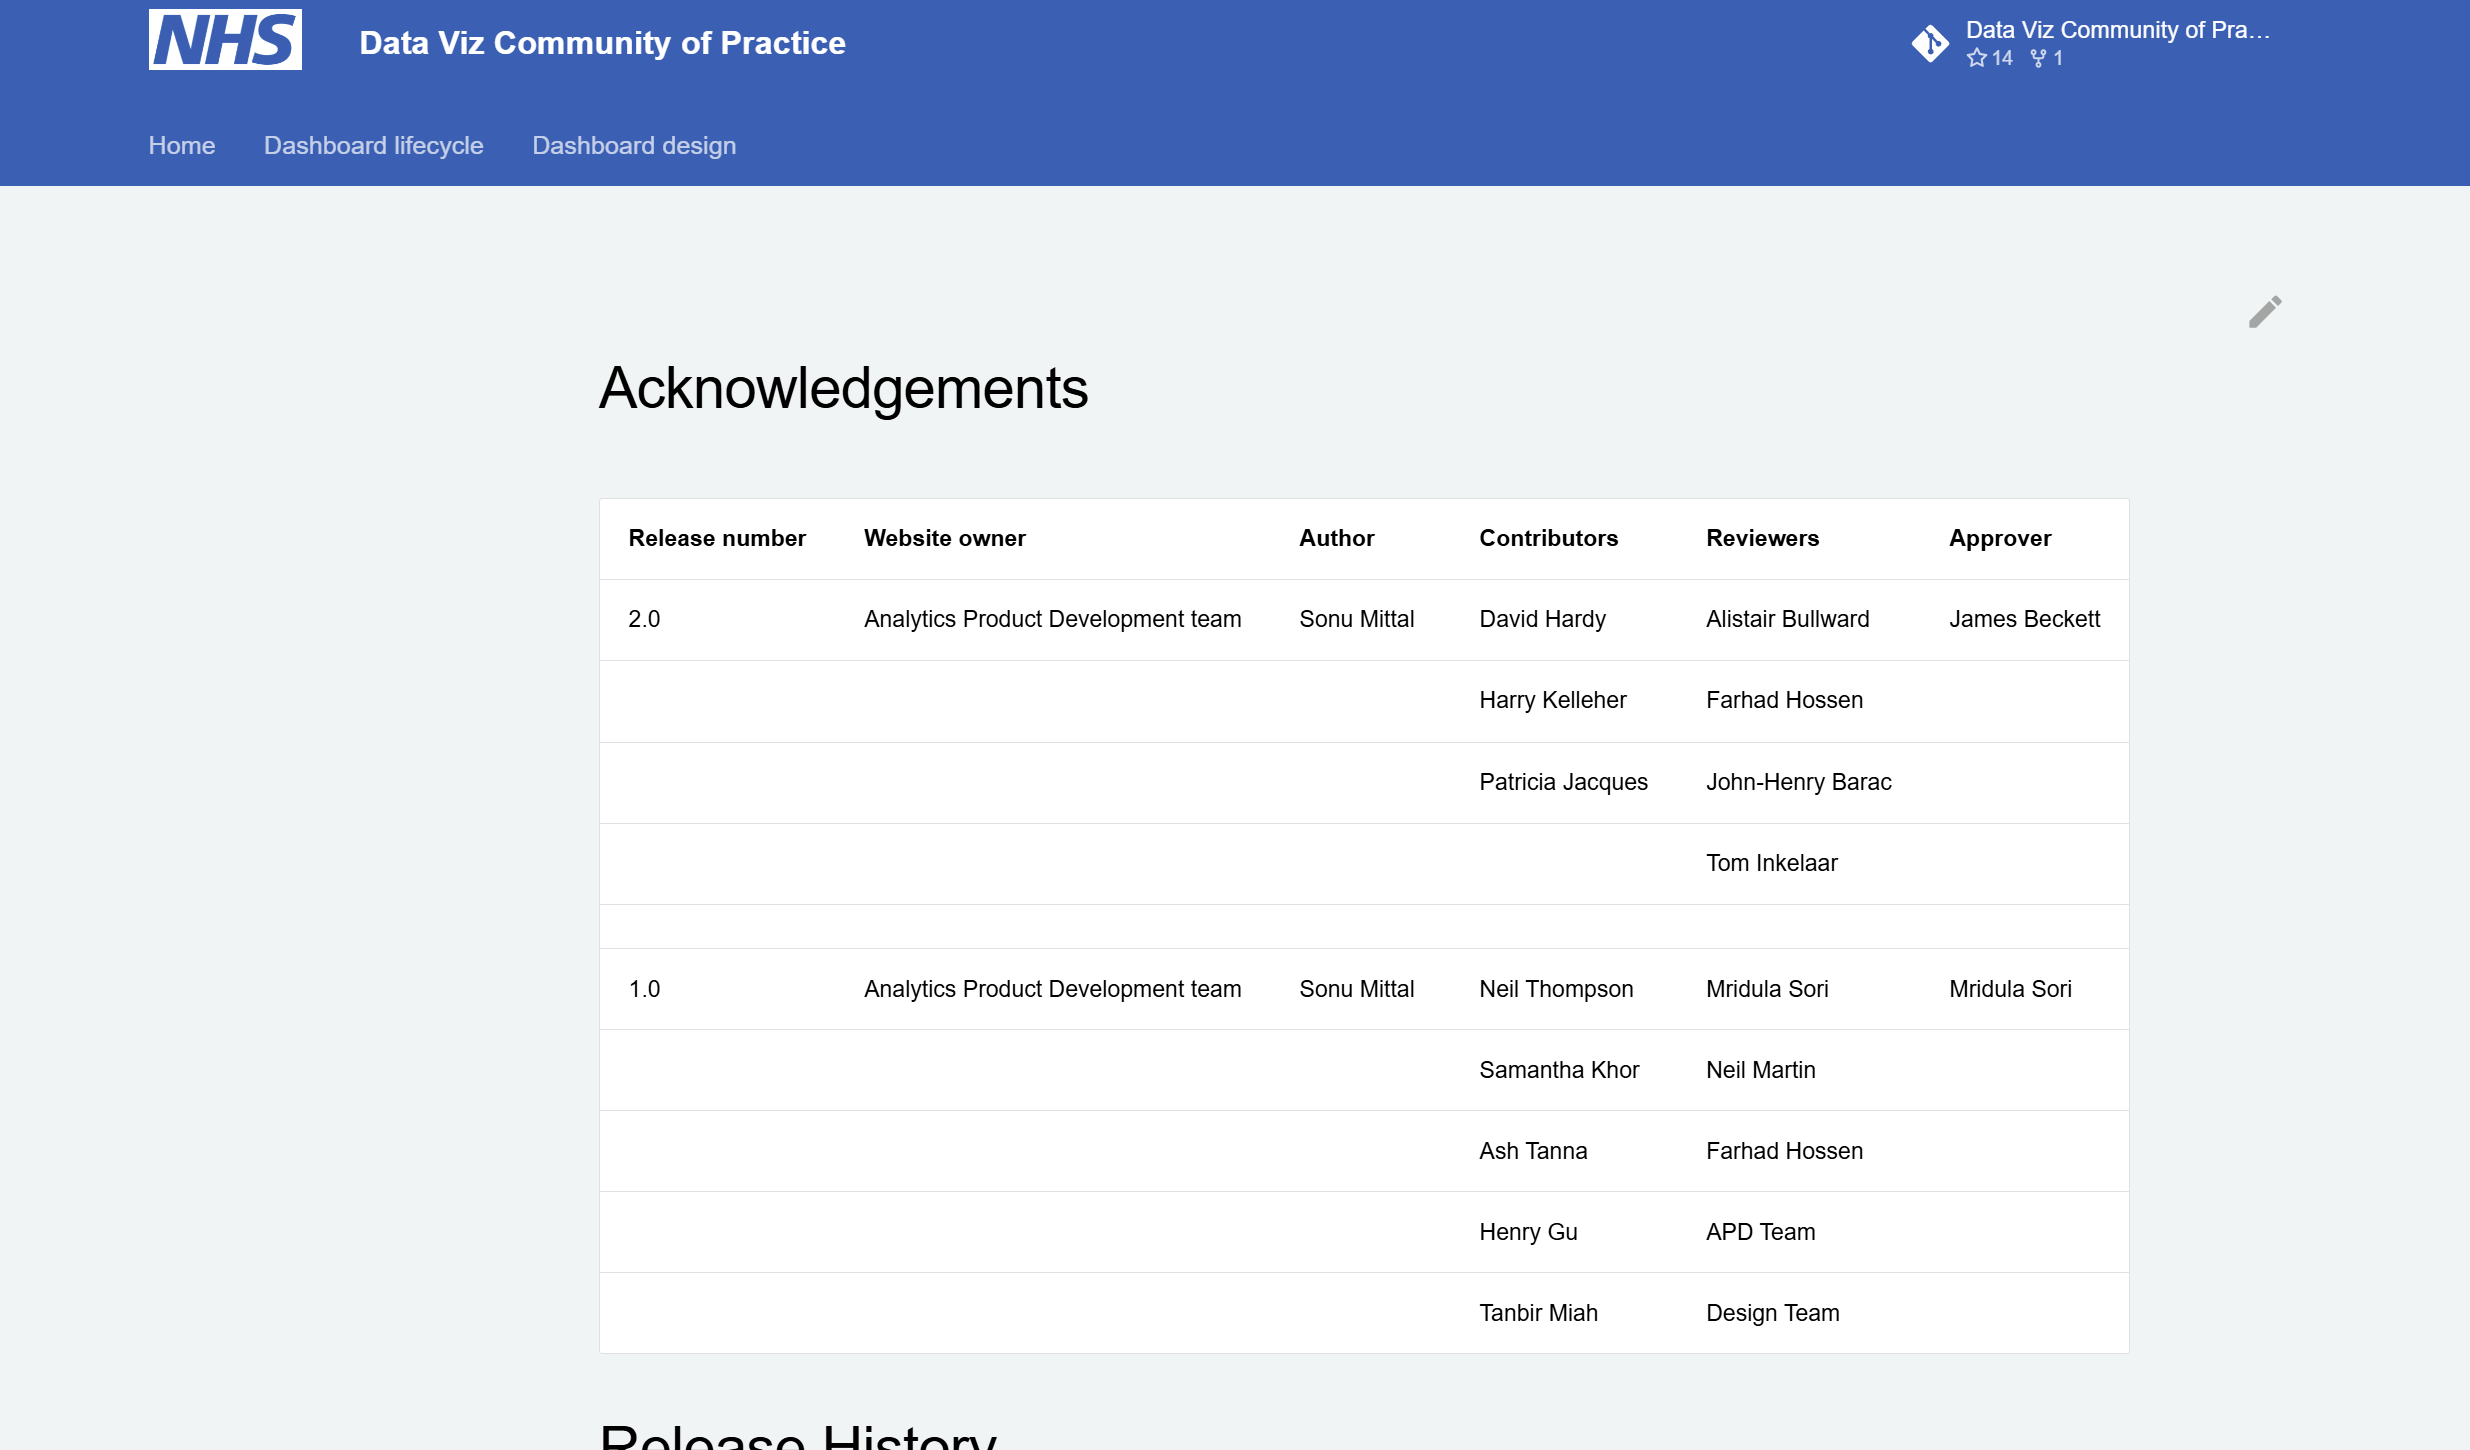 NHS
Data Viz Community of Practice
Data Viz Community of Pra…
14 1
Home Dashboard lifecycle Dashboard design
Acknowledgements
Release number Website owner Author Contributors Reviewers Approver
2.0 Analytics Product Development team Sonu Mittal David Hardy Alistair Bullward James Beckett
Harry Kelleher Farhad Hossen
Patricia Jacques John-Henry Barac
Tom Inkelaar
1.0 Analytics Product Development team Sonu Mittal Neil Thompson Mridula Sori Mridula Sori
Samantha Khor Neil Martin
Ash Tanna Farhad Hossen
Henry Gu APD Team
Tanbir Miah Design Team
Release History